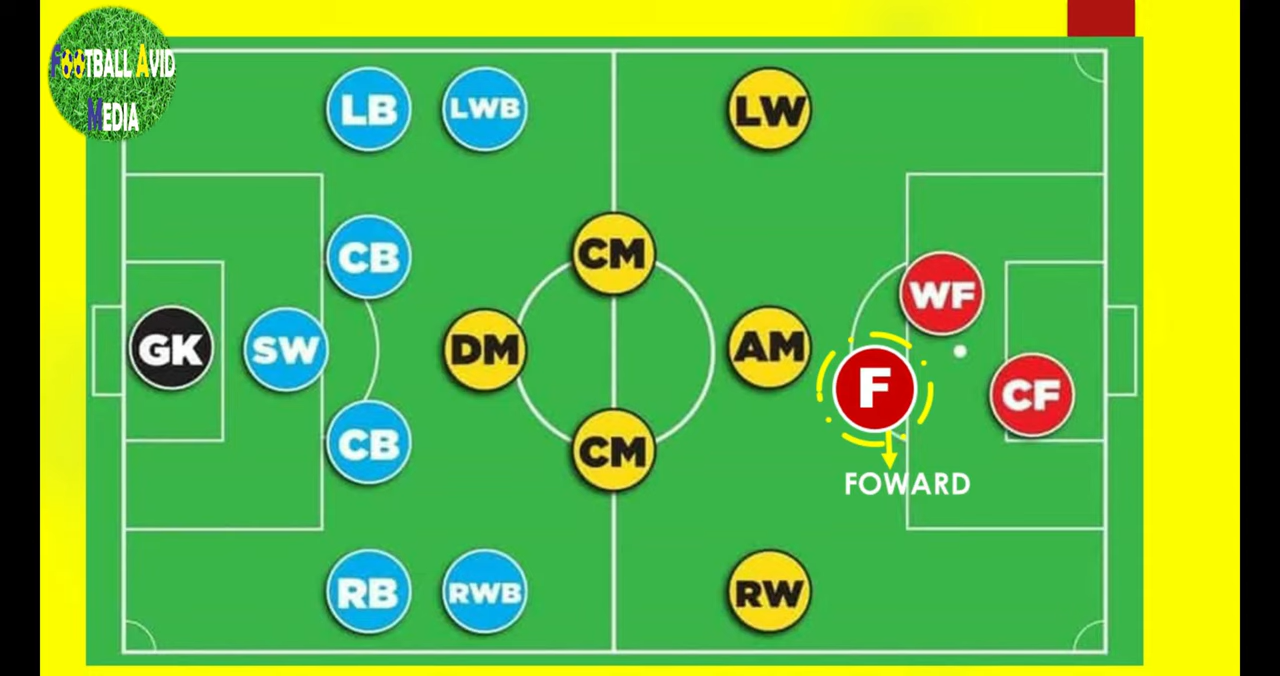 FOOTBALL AVID
MEDIA
LB
LWB
LW
CB
CM
WF
GK
SW
DM
AM
F
CF
CB
CM
FOWARD
RB
RWB
RW